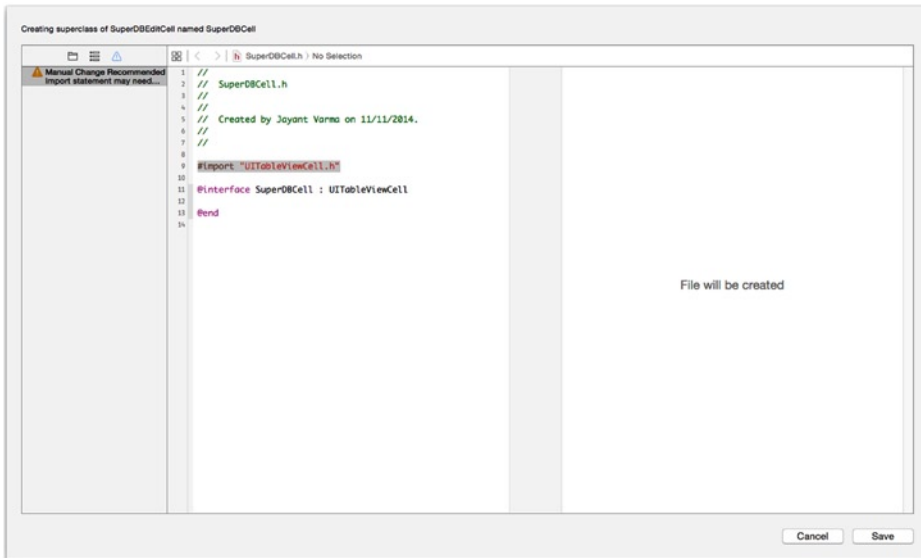 Creating superclass of SuperDBEditCell named SuperDBCell
SuperDBCell.h 〉 No Selection
Manual Change Recommended
Import statement may need...
1 //
2 // SuperDBCell.h
3 //
4 //
5 // Created by Jayant Varma on 11/11/2014.
6 //
7 //
8
9 #import "UITableViewCell.h"
10
11 @interface SuperDBCell : UITableViewCell
12
13 @end
14
File will be created
Cancel Save